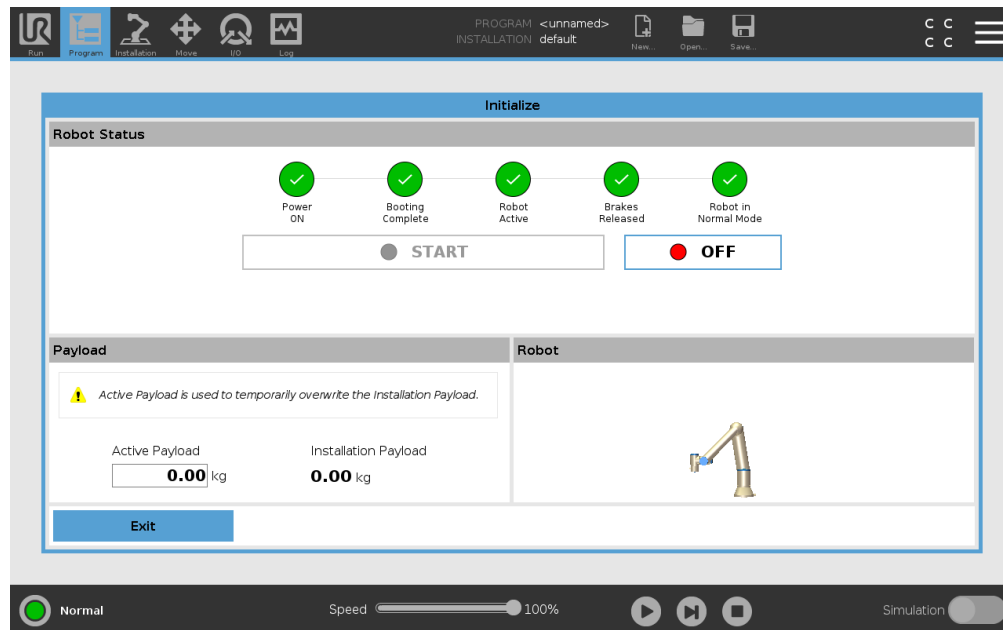 UR
PROGRAM <unnamed>
INSTALLATION default
C C
C C
Run
Program
Installation
Move
I/O
Log
New...
Open...
Save...
Initialize
Robot Status
Power
ON
Booting
Complete
Robot
Active
Brakes
Released
Robot in
Normal Mode
START
OFF
Payload
Robot
Active Payload is used to temporarily overwrite the Installation Payload.
Active Payload
Installation Payload
0.00 kg
0.00 kg
Exit
Normal
Speed
100%
Simulation